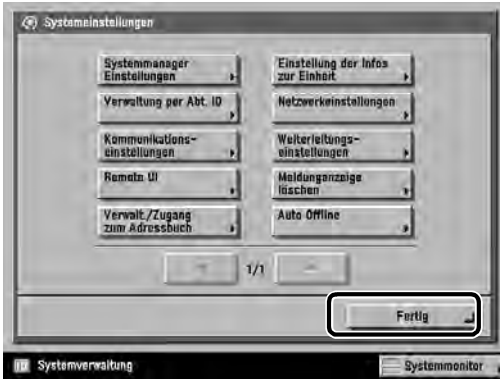 Systemeinstellungen
Systemmanager
Einstellungen
Einstellung der Infos
zur Einheit
Verwaltung per Abt. ID
Netzwerkeinstellungen
Kommunikations-
einstellungen
Weiterleitungs-
einstellungen
Remote UI
Meldunganzeige
löschen
Verwalt./Zugang
zum Adressbuch
Auto Offline
1/1
Fertig
Systemverwaltung
Systemmonitor